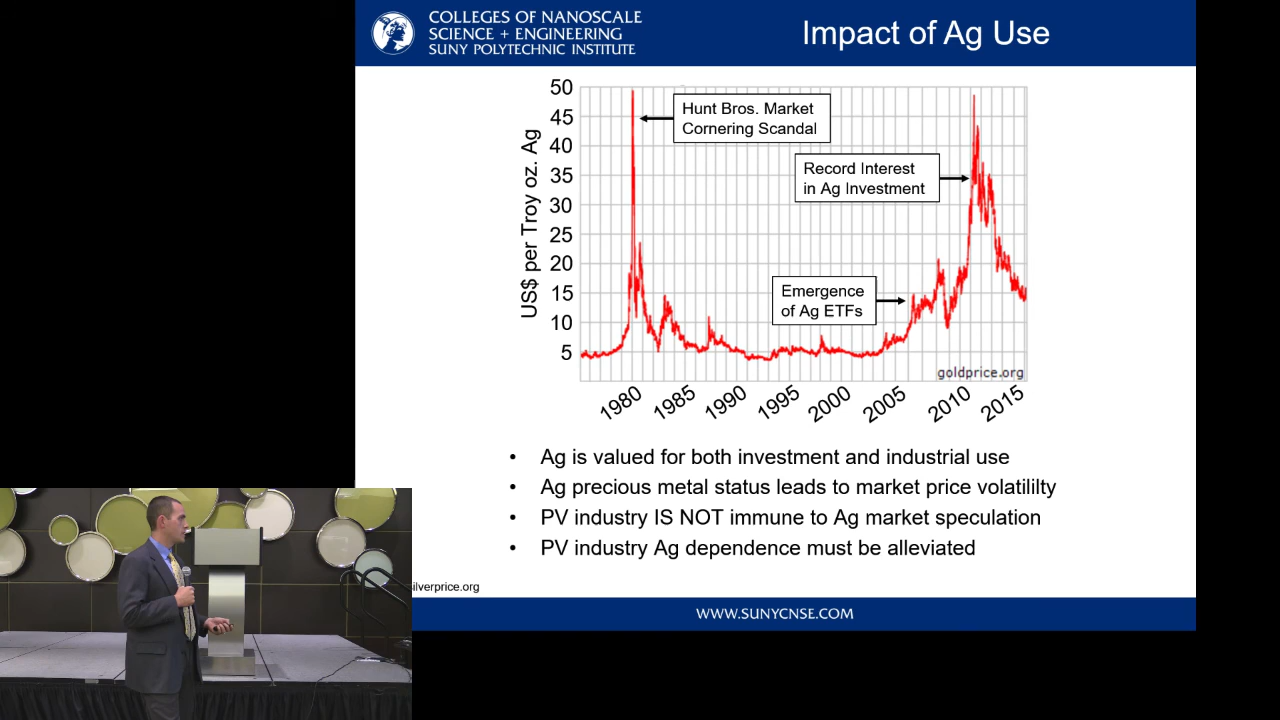 COLLEGES OF NANOSCALE
SCIENCE + ENGINEERING
SUNY POLYTECHNIC INSTITUTE
Impact of Ag Use
US$ per Troy oz. Ag
50
45
40
35
30
25
20
15
10
5
Hunt Bros. Market
Cornering Scandal
Record Interest
in Ag Investment
Emergence
of Ag ETFs
goldprice.org
1980 1985 1990 1995 2000 2005 2010 2015
• Ag is valued for both investment and industrial use
• Ag precious metal status leads to market price volatililty
• PV industry IS NOT immune to Ag market speculation
• PV industry Ag dependence must be alleviated
ilverprice.org
WWW.SUNYCNSE.COM